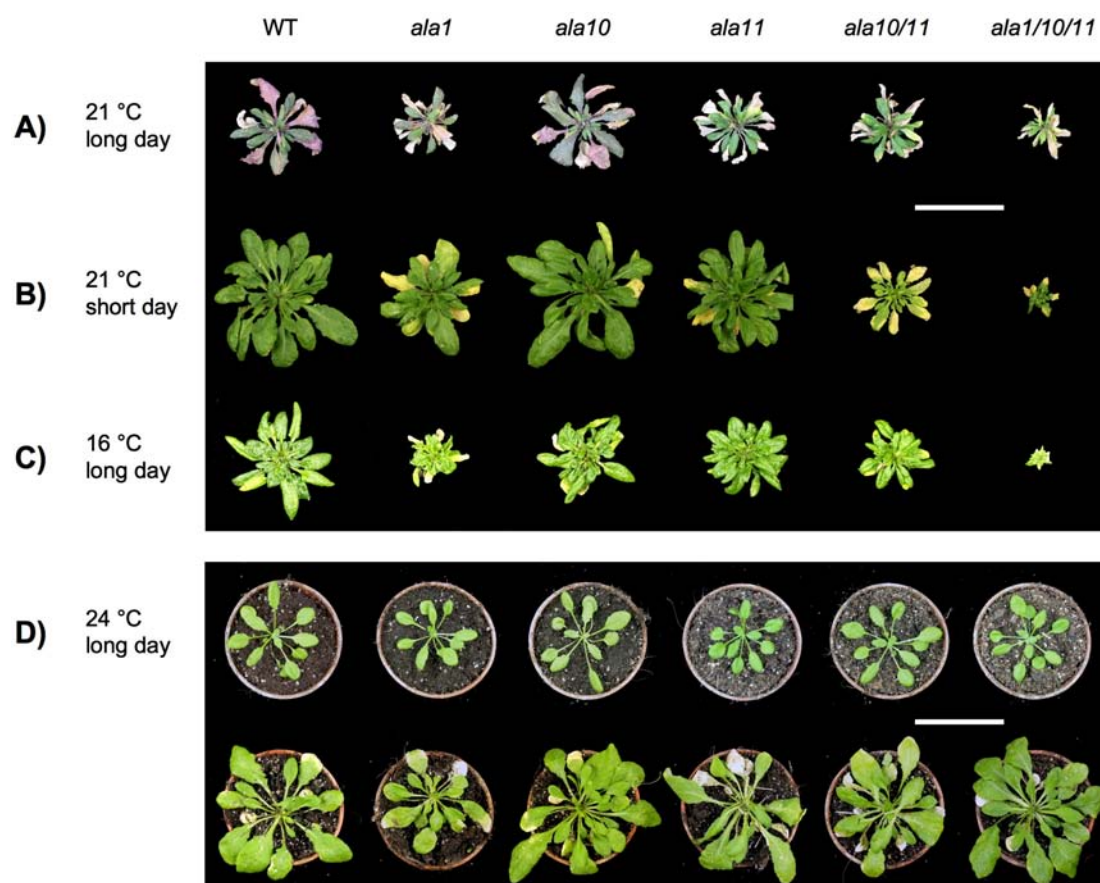 WT ala1 ala10 ala11 ala10/11 ala1/10/11
A) 21 °C
long day
B) 21 °C
short day
C) 16 °C
long day
D) 24 °C
long day